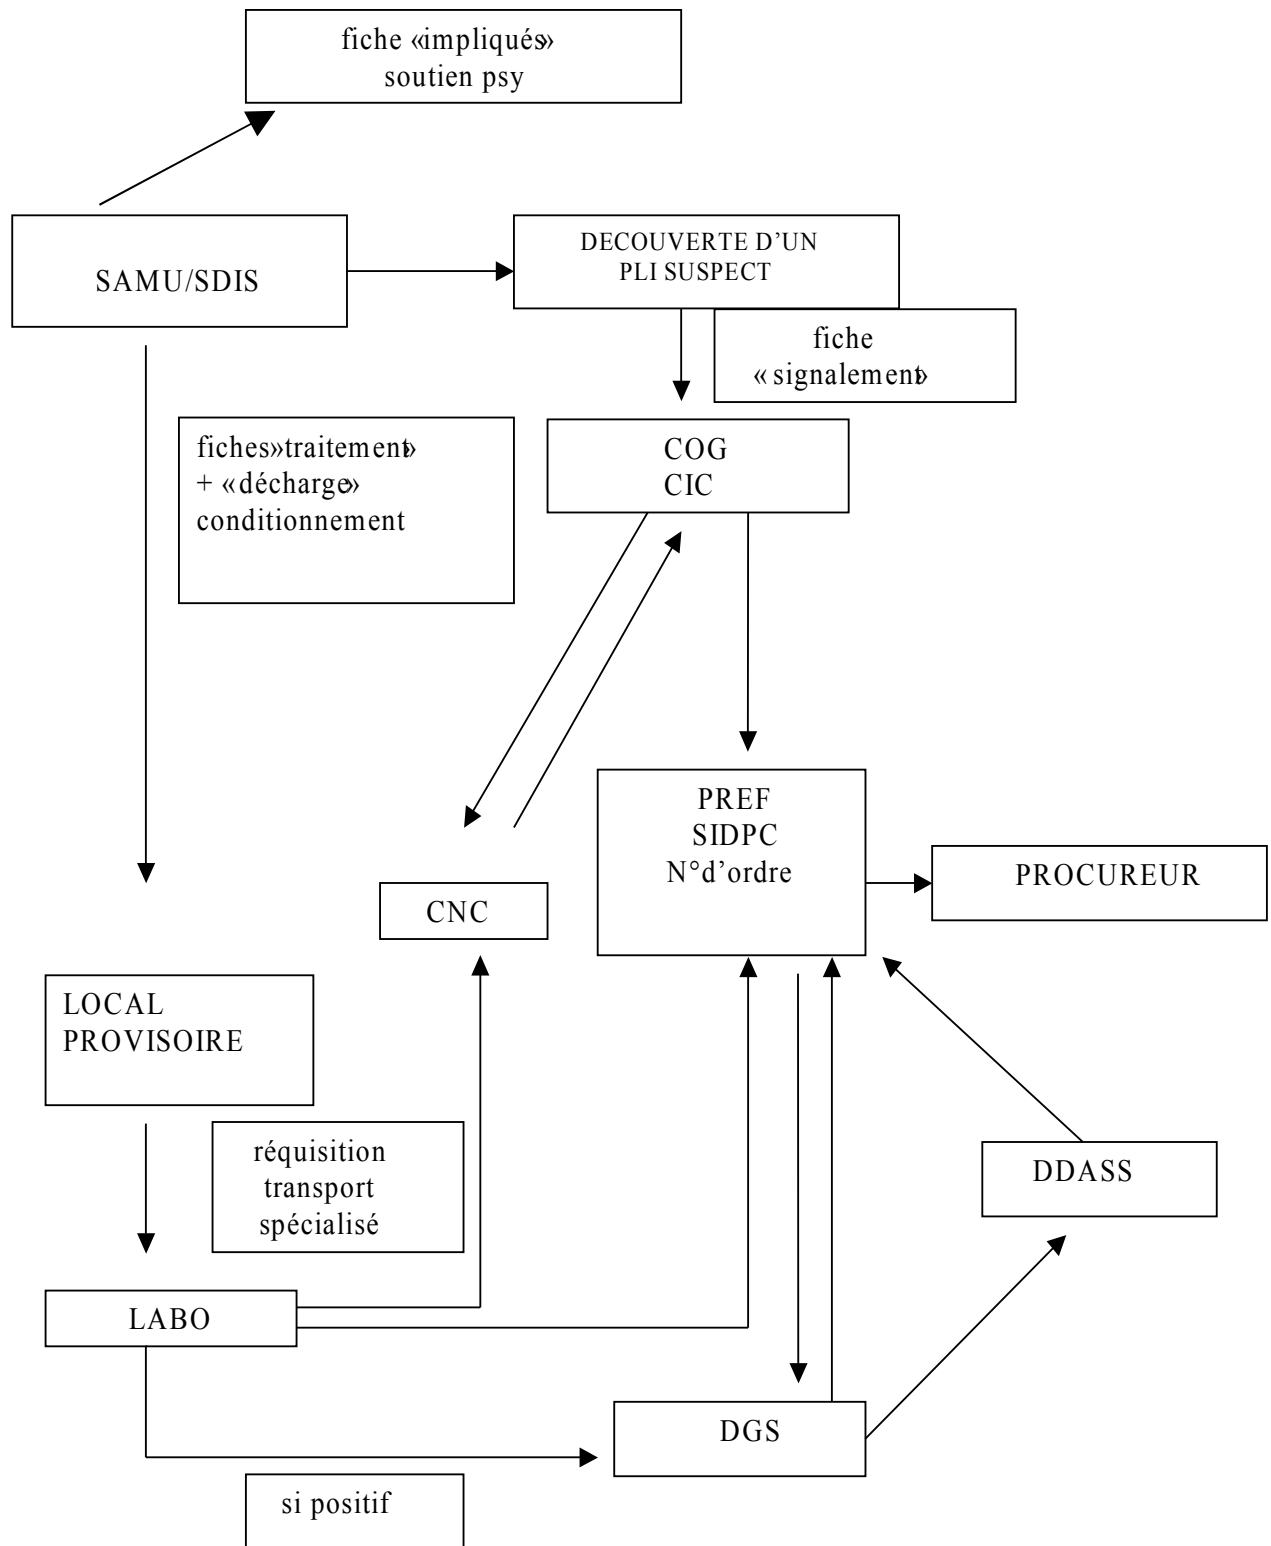 fiche «impliqués»
soutien psy
SAMU/SDIS
DECOUVERTE D'UN
PLI SUSPECT
fiche
« signalement»
fiches»traitement»
+ «décharge»
conditionnement
COG
CIC
PREF
SIDPC
N°d'ordre
PROCUREUR
CNC
LOCAL
PROVISOIRE
réquisition
transport
spécialisé
DDASS
LABO
DGS
si positif